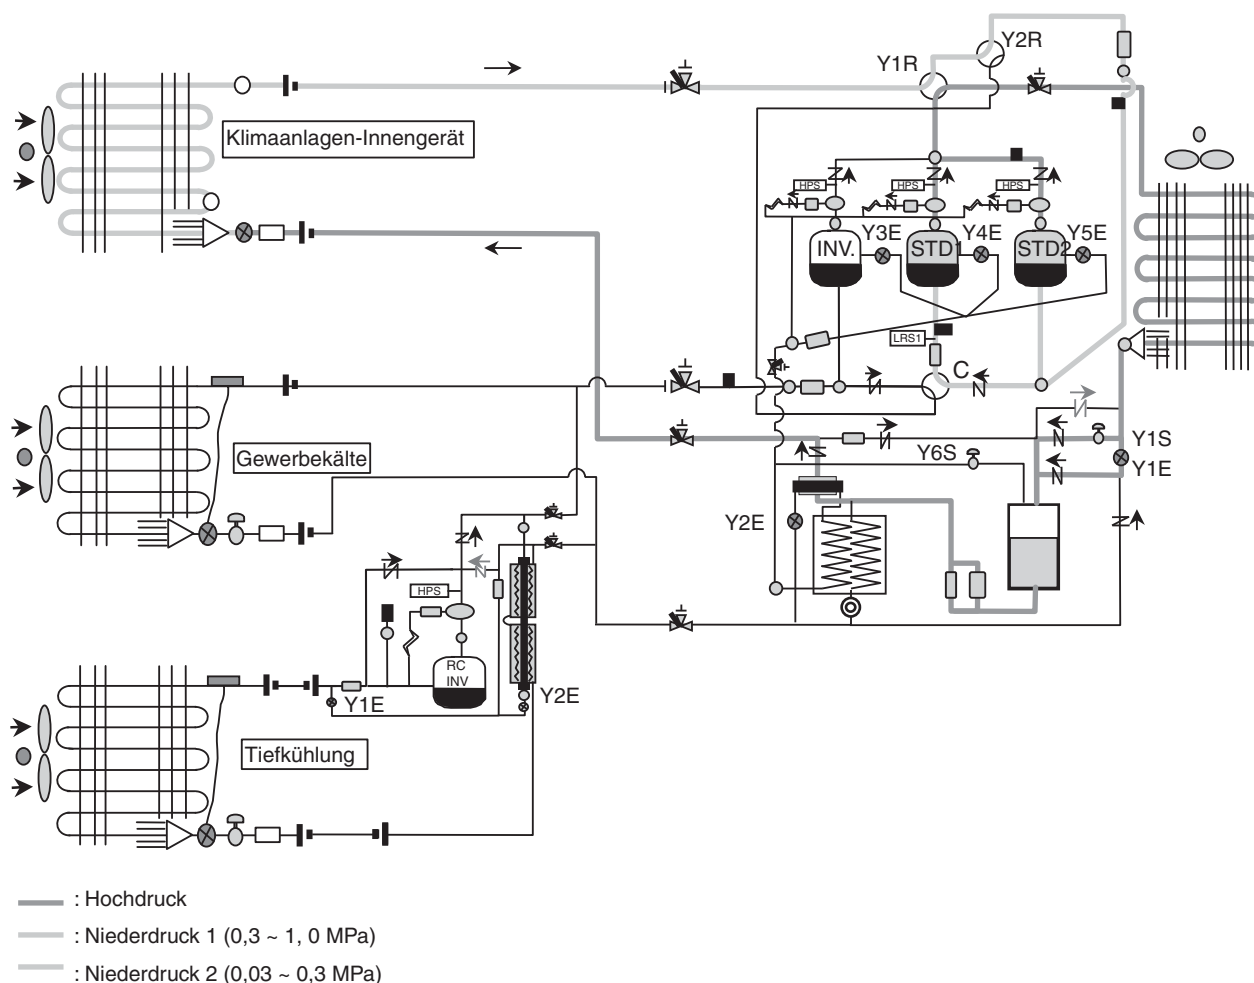 Y2R
Y1R
Klimaanlagen-Innengerät
HPS
HPS
HPS
INV.
Y3E
STD1
Y4E
STD2
Y5E
LRS1
C
Gewerbekälte
Y6S
Y1S
Y1E
Y2E
HPS
RC
INV
Y1E
Y2E
Tiefkühlung
: Hochdruck
: Niederdruck 1 (0,3 ~ 1, 0 MPa)
: Niederdruck 2 (0,03 ~ 0,3 MPa)